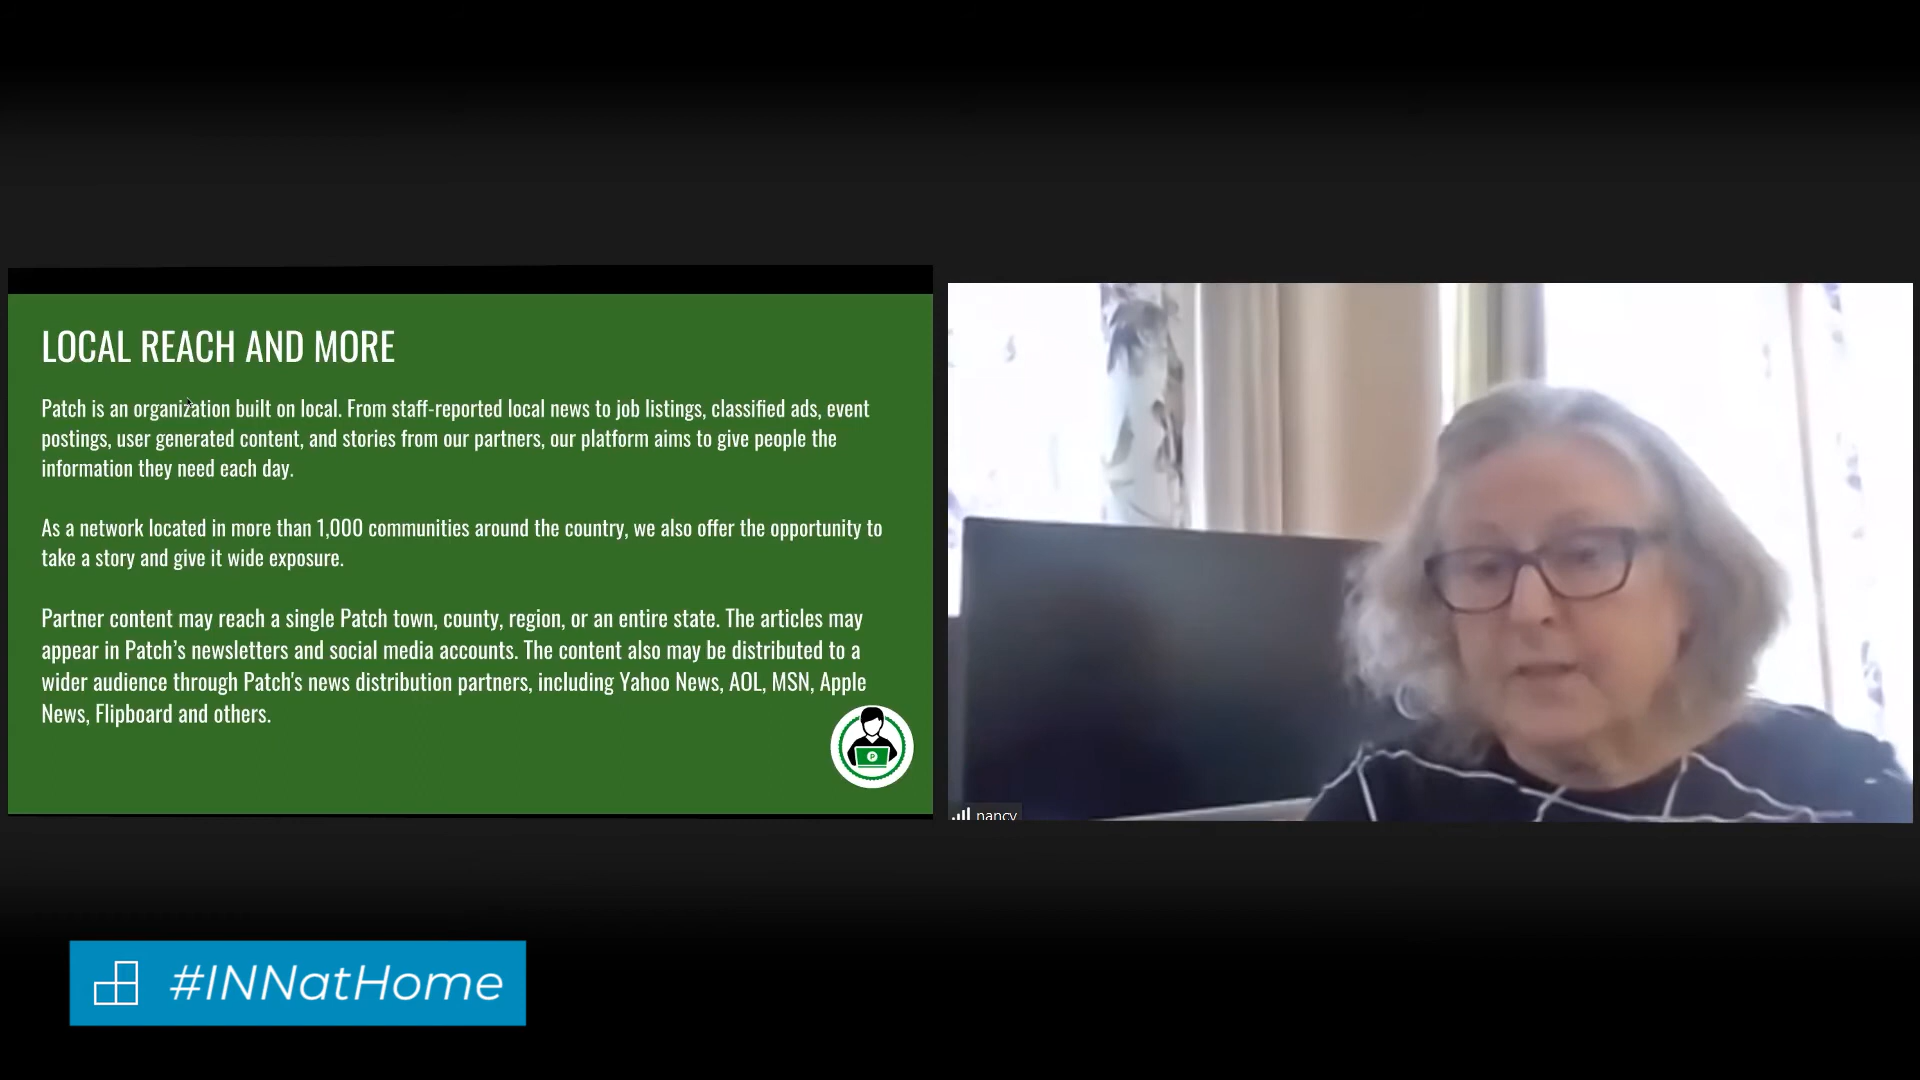 LOCAL REACH AND MORE
Patch is an organization built on local. From staff-reported local news to job listings, classified ads, event
postings, user generated content, and stories from our partners, our platform aims to give people the
information they need each day.
As a network located in more than 1,000 communities around the country, we also offer the opportunity to
take a story and give it wide exposure.
Partner content may reach a single Patch town, county, region, or an entire state. The articles may
appear in Patch’s newsletters and social media accounts. The content also may be distributed to a
wider audience through Patch's news distribution partners, including Yahoo News, AOL, MSN, Apple
News, Flipboard and others.
P
nancy
#INNatHome